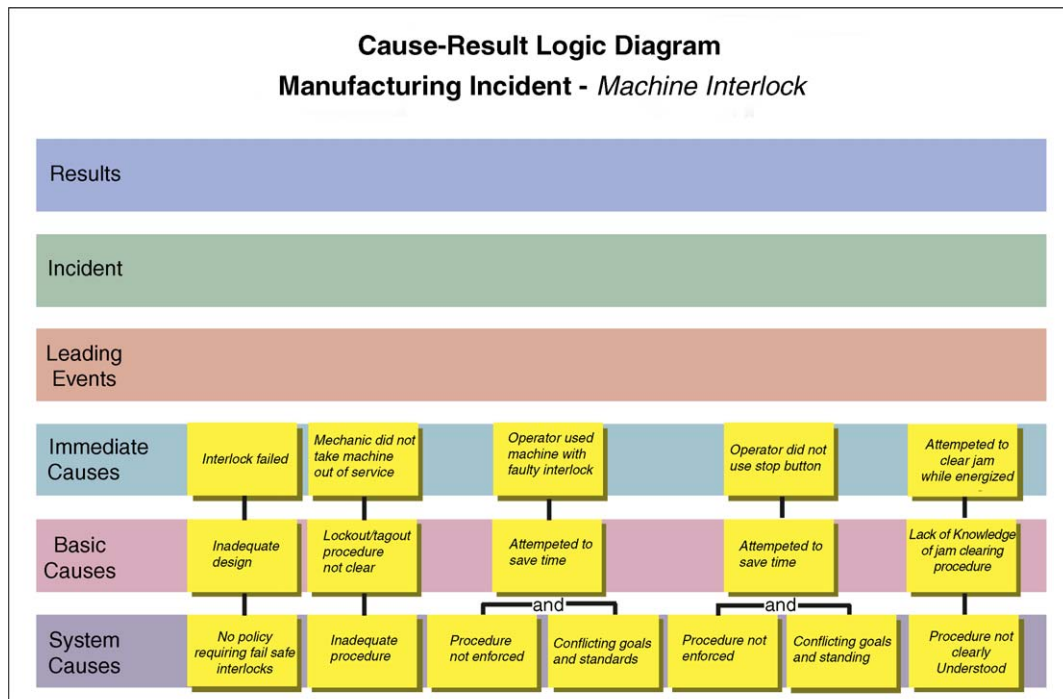 Cause-Result Logic Diagram
Manufacturing Incident - Machine Interlock
Results
Incident
Leading
Events
Immediate
Causes
Interlock failed
Mechanic did not
take machine
out of service
Operator used
machine with
faulty interlock
Operator did not
use stop button
Attempeted to
clear jam
while energized
Basic
Causes
Inadequate
design
Lockout/tagout
procedure
not clear
Attempeted to
save time
Attempeted to
save time
Lack of Knowledge
of jam clearing
procedure
and
and
System
Causes
No policy
requiring fail safe
interlocks
Inadequate
procedure
Procedure
not enforced
Conflicting goals
and standards
Procedure not
enforced
Conflicting goals
and standing
Procedure not
clearly
Understood